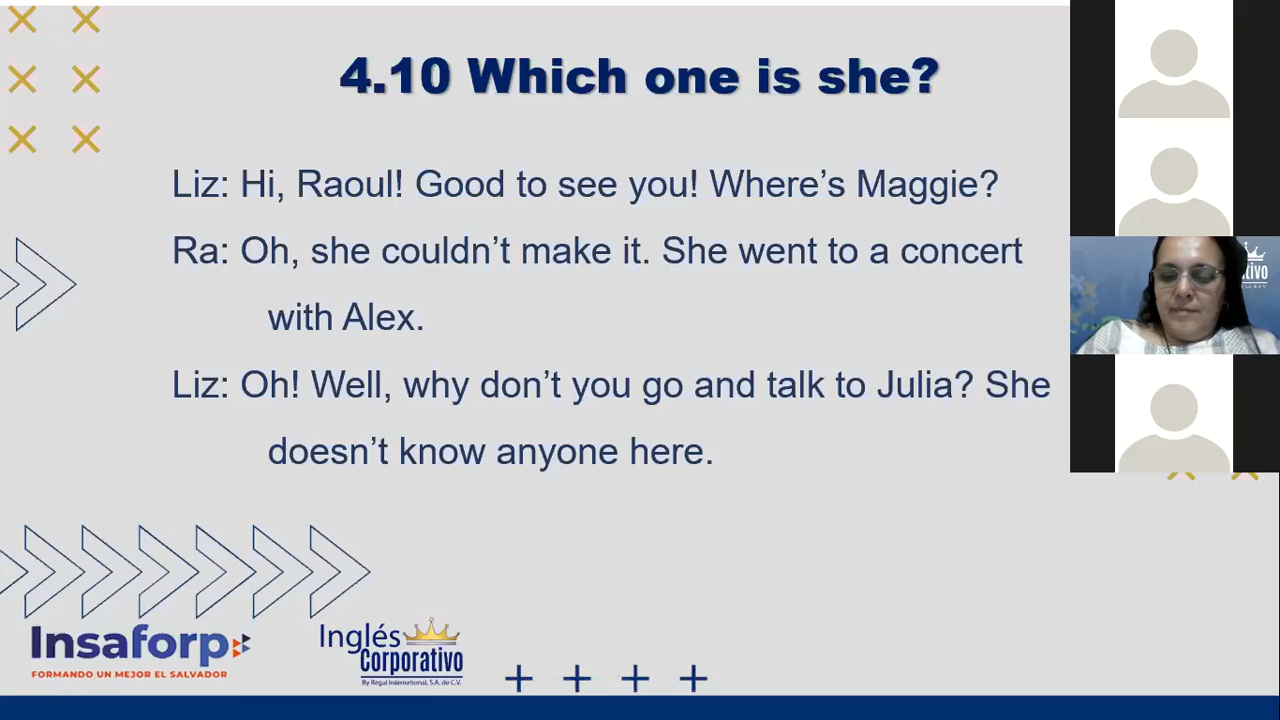 4.10 Which one is she?
Liz: Hi, Raoul! Good to see you! Where's Maggie?
Ra: Oh, she couldn't make it. She went to a concert
with Alex.
Liz: Oh! Well, why don't you go and talk to Julia? She
doesn't know anyone here.
Insaforp
FORMANDO UN MEJOR EL SALVADOR
Inglés
Corporativo
By Regal International, S.A. de C.V.